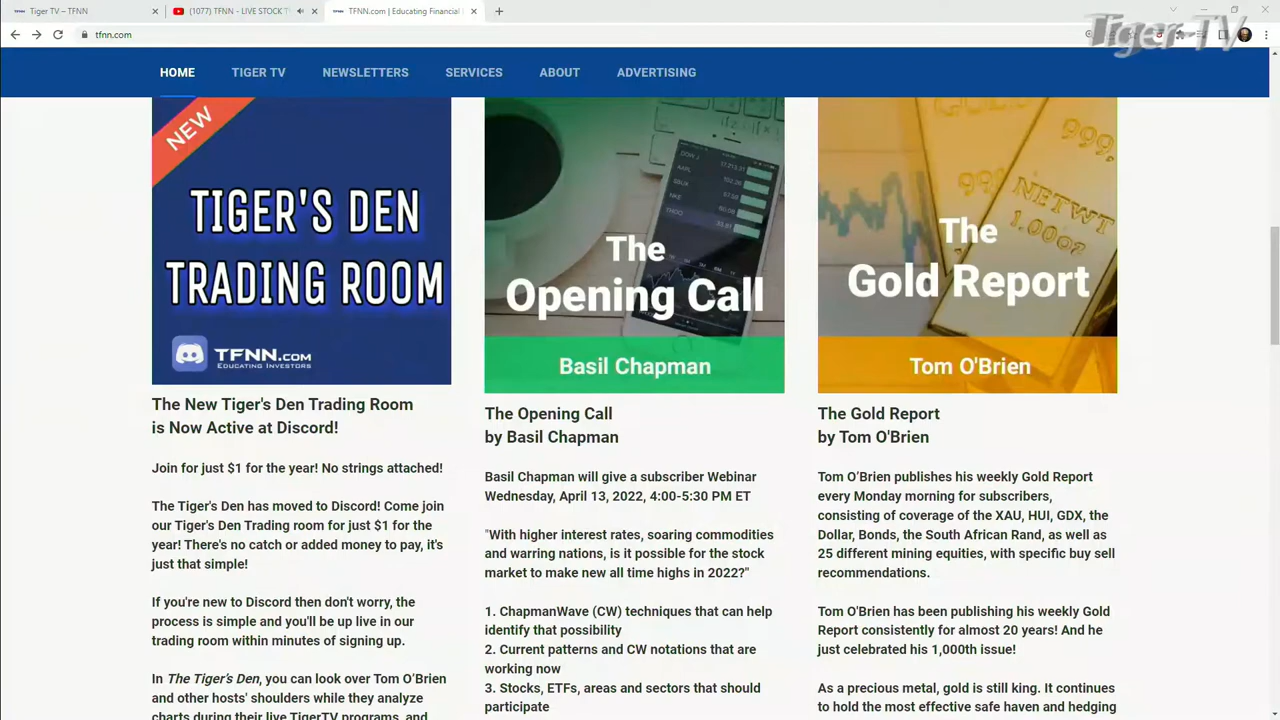 Tiger TV – TFNN
(1077) TFNN - LIVE STOCK T
TFNN.com | Educating Financial
Tiger TV
tfnn.com
HOME
TIGER TV
NEWSLETTERS
SERVICES
ABOUT
ADVERTISING
NEW
TIGER'S DEN
TRADING ROOM
TFNN.COM
EDUCATING INVESTORS
The New Tiger's Den Trading Room
is Now Active at Discord!
Join for just $1 for the year! No strings attached!
The Tiger's Den has moved to Discord! Come join
our Tiger's Den Trading room for just $1 for the
year! There's no catch or added money to pay, it's
just that simple!
If you're new to Discord then don't worry, the
process is simple and you'll be up live in our
trading room within minutes of signing up.
In The Tiger's Den, you can look over Tom O'Brien
and other hosts' shoulders while they analyze
charts during their live TigerTV programs, and
The
Opening Call
Basil Chapman
The Opening Call
by Basil Chapman
Basil Chapman will give a subscriber Webinar
Wednesday, April 13, 2022, 4:00-5:30 PM ET
"With higher interest rates, soaring commodities
and warring nations, is it possible for the stock
market to make new all time highs in 2022?"
1. ChapmanWave (CW) techniques that can help
identify that possibility
2. Current patterns and CW notations that are
working now
3. Stocks, ETFs, areas and sectors that should
participate
GOLD
999,
NETWT
1.000Z
The
Gold Report
Tom O'Brien
The Gold Report
by Tom O'Brien
Tom O'Brien publishes his weekly Gold Report
every Monday morning for subscribers,
consisting of coverage of the XAU, HUI, GDX, the
Dollar, Bonds, the South African Rand, as well as
25 different mining equities, with specific buy sell
recommendations.
Tom O'Brien has been publishing his weekly Gold
Report consistently for almost 20 years! And he
just celebrated his 1,000th issue!
As a precious metal, gold is still king. It continues
to hold the most effective safe haven and hedging